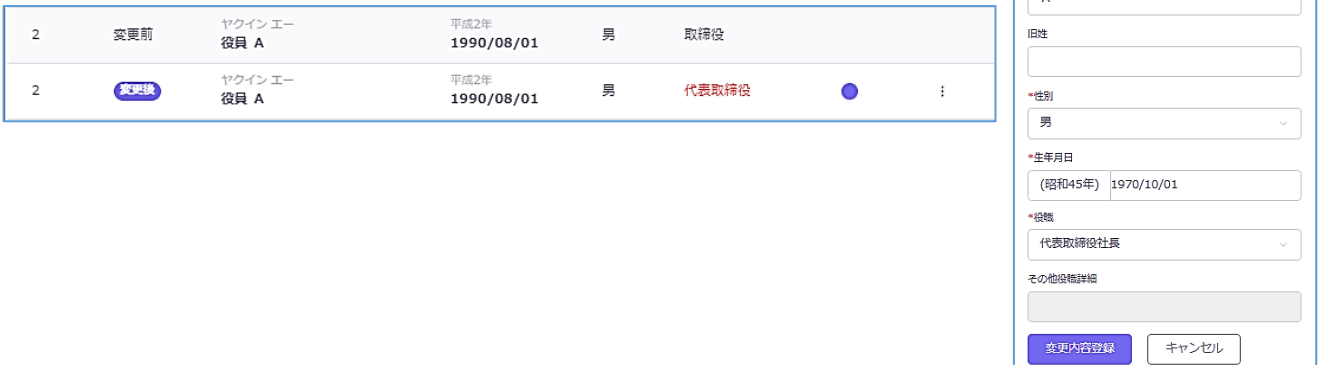 ヤクイン エー 平成2年
2 変更前 役員 A 1990/08/01 男 取締役
ヤクイン エー 平成2年
2 変更後 役員 A 1990/08/01 男 代表取締役
旧姓
*性別
男
*生年月日
(昭和45年) 1970/10/01
*役職
代表取締役社長
その他役職詳細
変更内容登録 キャンセル